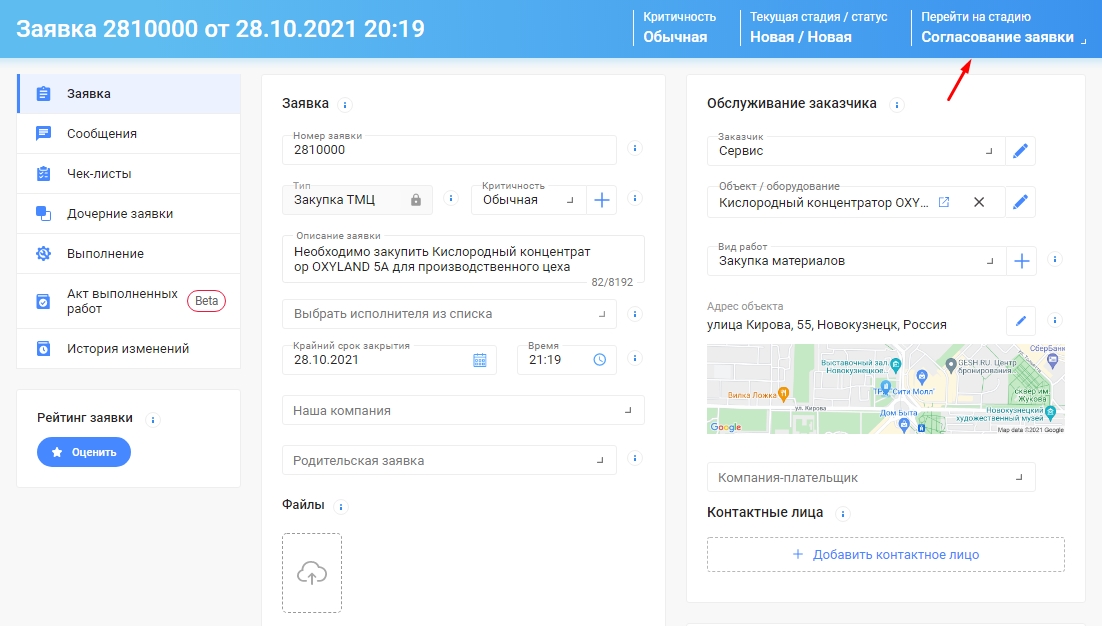 Заявка 2810000 от 28.10.2021 20:19
Критичность
Обычная
Текущая стадия / статус
Новая / Новая
Перейти на стадию
Согласование заявки
Заявка
Сообщения
Чек-листы
Дочерние заявки
Выполнение
Акт выполненных
работ
Beta
История изменений
Рейтинг заявки
Оценить
Заявка
Номер заявки
2810000
Тип
Закупка ТМЦ
Критичность
Обычная
Описание заявки
Необходимо закупить Кислородный концентрат
ор OXYLAND 5A для производственного цеха
82/8192
Выбрать исполнителя из списка
Крайний срок закрытия
28.10.2021
Время
21:19
Наша компания
Родительская заявка
Файлы
Обслуживание заказчика
Заказчик
Сервис
Объект / оборудование
Кислородный концентратор OXY...
Вид работ
Закупка материалов
Адрес объекта
улица Кирова, 55, Новокузнецк, Россия
СберБанк
Выставочный зал,
Новокузнецкое..
GESH.RU. Центр
бронирования
ТРК "Сити Молл"
Вилка Ложка
ул. Кирова
сквер им
Жукова
Дом Быта
Новокузнецкий
художественный музей
Google
Map data ©2021 Google
Компания-плательщик
Контактные лица
+ Добавить контактное лицо